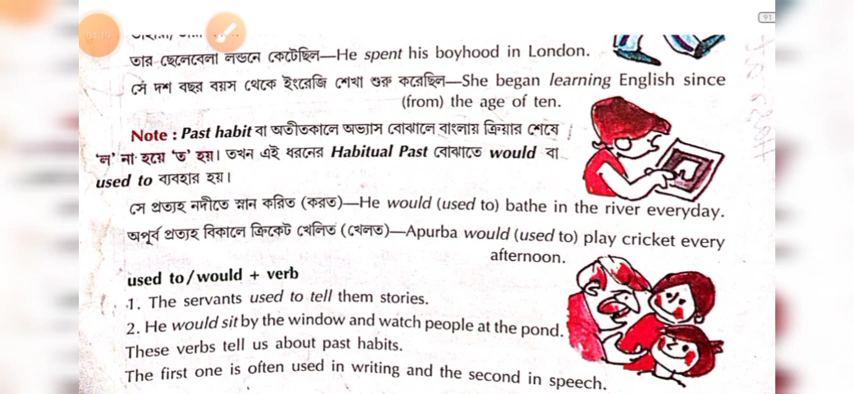 তার ছেলেবেলা লন্ডনে কেটেছিল—He spent his boyhood in London.
সে দশ বছর বয়স থেকে ইংরেজি শেখা শুরু করেছিল—She began learning English since
(from) the age of ten.
Note : Past habit বা অতীতকালে অভ্যাস বোঝালে বাংলায় ক্রিয়ার শেষে
'ল' না হয়ে 'ত' হয়। তখন এই ধরনের Habitual Past বোঝাতে would বা
used to ব্যবহার হয়।
সে প্রত্যহ নদীতে স্নান করিত (করত)—He would (used to) bathe in the river everyday.
অপূর্ব প্রত্যহ বিকালে ক্রিকেট খেলিত (খেলত)—Apurba would (used to) play cricket every
afternoon.
used to/would + verb
1. The servants used to tell them stories.
2. He would sit by the window and watch people at the pond.
These verbs tell us about past habits.
The first one is often used in writing and the second in speech.